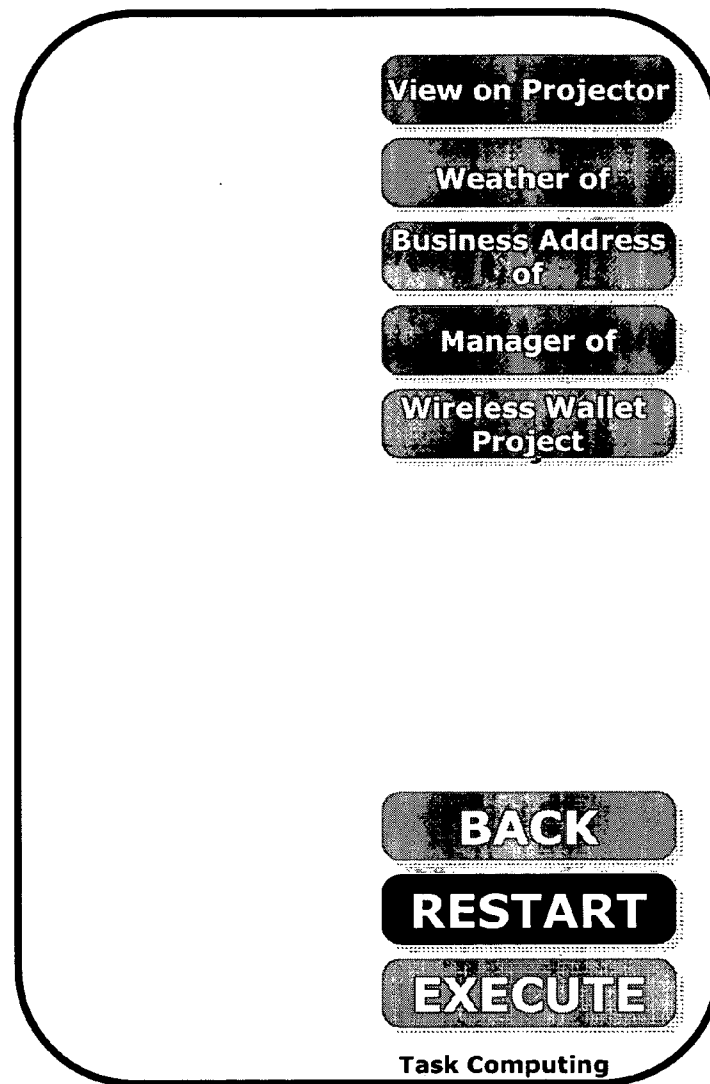 View on Projector
Weather of
Business Address
of
Manager of
Wireless Wallet
Project
BACK
RESTART
EXECUTE
Task Computing